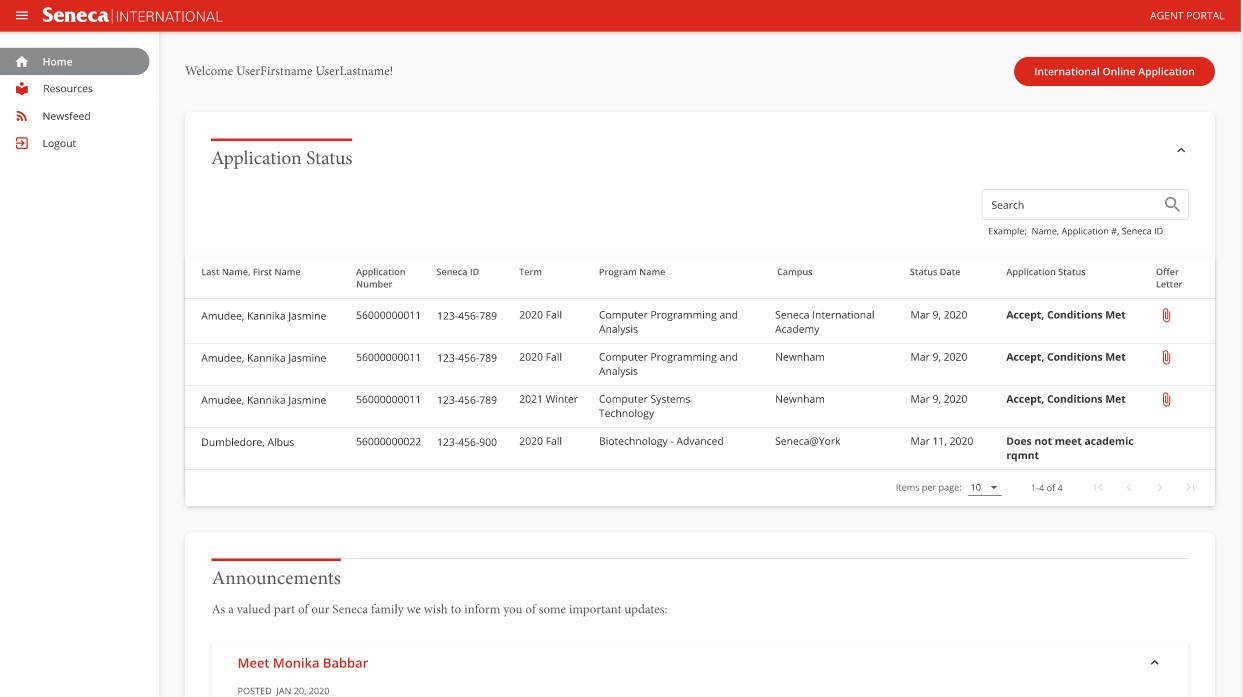 Seneca|INTERNATIONAL
AGENT PORTAL
Home
Resources
Newsfeed
Logout
Welcome UserFirstname UserLastname!
International Online Application
Application Status
Search
Example: Name, Application #, Seneca ID
Last Name, First Name Application Number Seneca ID Term Program Name Campus Status Date Application Status Offer Letter
Amudee, Kannika Jasmine 56000000011 123-456-789 2020 Fall Computer Programming and Analysis Seneca International Academy Mar 9, 2020 Accept, Conditions Met
Amudee, Kannika Jasmine 56000000011 123-456-789 2020 Fall Computer Programming and Analysis Newnham Mar 9, 2020 Accept, Conditions Met
Amudee, Kannika Jasmine 56000000011 123-456-789 2021 Winter Computer Systems Technology Newnham Mar 9, 2020 Accept, Conditions Met
Dumbledore, Albus 56000000022 123-456-900 2020 Fall Biotechnology - Advanced Seneca@York Mar 11, 2020 Does not meet academic rqmnt
Items per page: 10 1-4 of 4
Announcements
As a valued part of our Seneca family we wish to inform you of some important updates:
Meet Monika Babbar
POSTED JAN 20, 2020